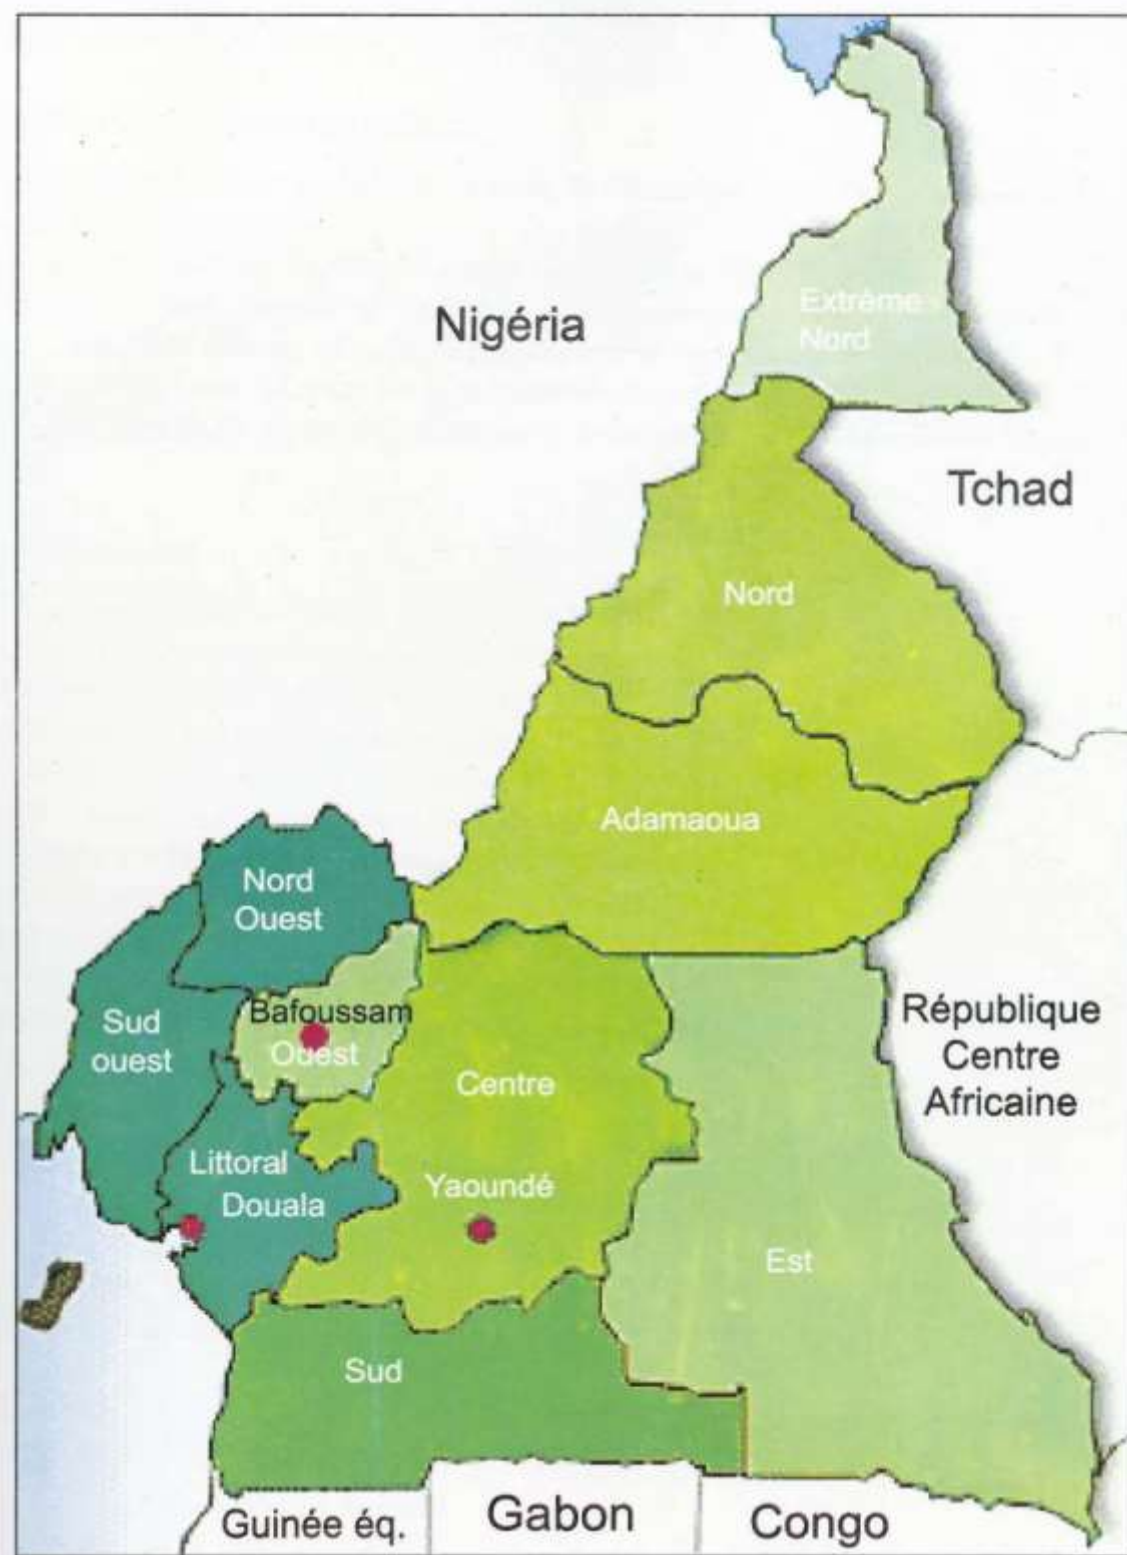 Extrême
Nord
Nigéria
Tchad
Nord
Adamaoua
Nord
Ouest
Bafoussam
Ouest
Sud
ouest
République
Centre
Africaine
Centre
Littoral
Douala
Yaoundé
Est
Sud
Guinée éq.
Gabon
Congo